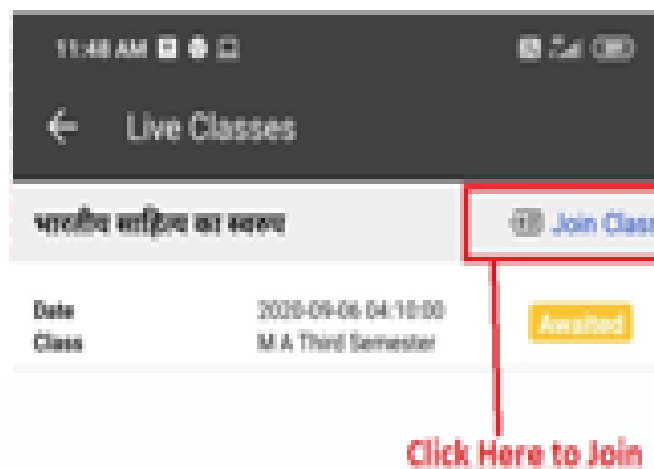 11:48 AM
Live Classes
भारतीय साहित्य का स्वरुप Join Class
Date 2020-09-06 04:10:00 Awaited
Class M A Third Semester
Click Here to Join